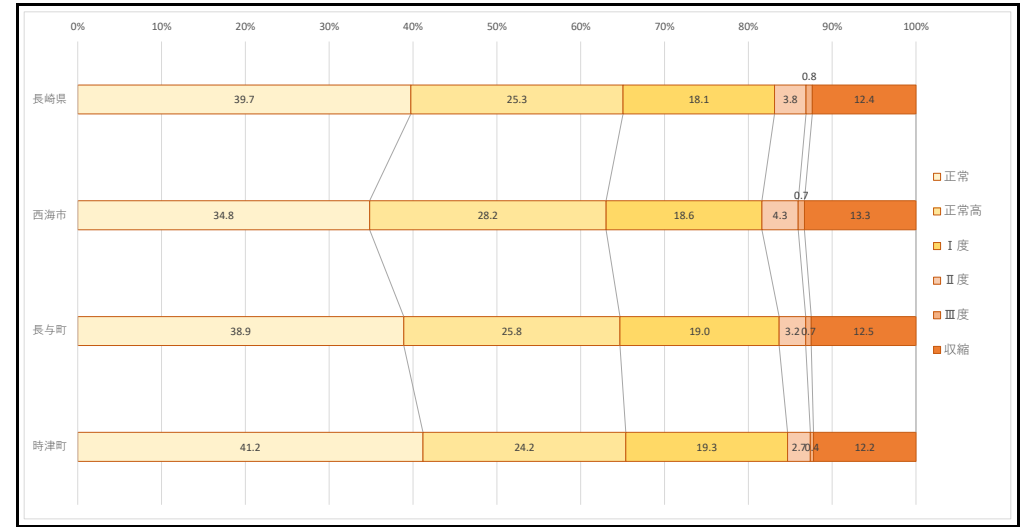 0% 10% 20% 30% 40% 50% 60% 70% 80% 90% 100%
0.8
長崎県 39.7 25.3 18.1 3.8 12.4
0.7
西海市 34.8 28.2 18.6 4.3 13.3
長与町 38.9 25.8 19.0 3.2 0.7 12.5
時津町 41.2 24.2 19.3 2.7 0.4 12.2
正常
正常高
Ⅰ度
Ⅱ度
Ⅲ度
収縮